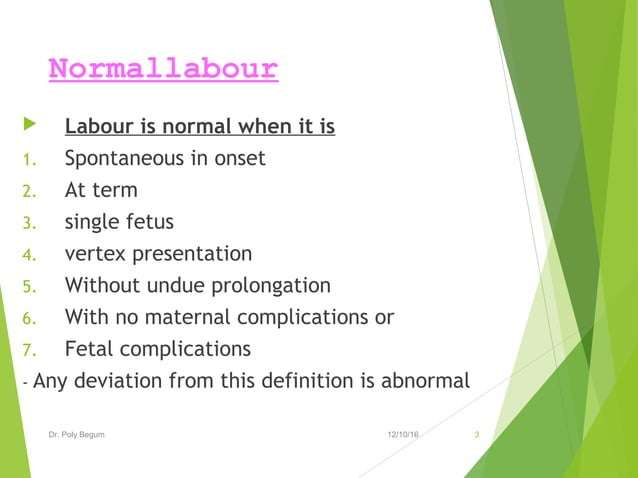 Normallabour
Labour is normal when it is
1. Spontaneous in onset
2. At term
3. single fetus
4. vertex presentation
5. Without undue prolongation
6. With no maternal complications or
7. Fetal complications
- Any deviation from this definition is abnormal
Dr. Poly Begum 12/10/16 3